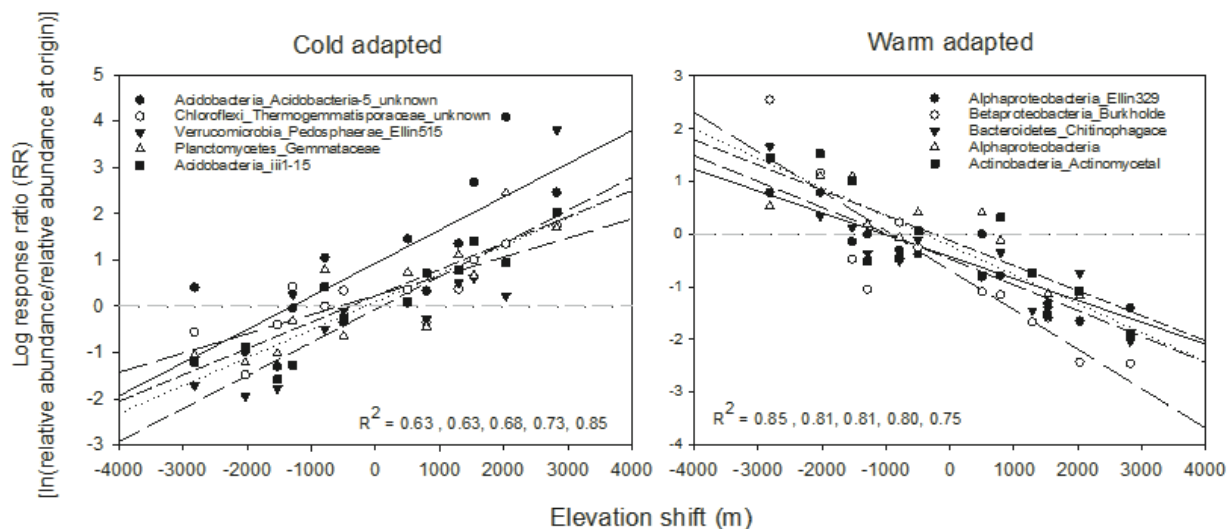 Cold adapted
Warm adapted
Log response ratio (RR)
[ln(relative abundance/relative abundance at origin)]
5
4
3
2
1
0
-1
-2
-3
Acidobacteria_Acidobacteria-5_unknown
Chloroflexi_Thermogemmatisporaceae_unknown
Verrucomicrobia_Pedosphaerae_Ellin515
Planctomycetes_Gemmataceae
Acidobacteria_iii1-15
R2 = 0.63 , 0.63, 0.68, 0.73, 0.85
-4000 -3000 -2000 -1000 0 1000 2000 3000 4000
3
2
1
0
-1
-2
-3
-4
Alphaproteobacteria_Ellin329
Betaproteobacteria_Burkholde
Bacteroidetes_Chitinophagace
Alphaproteobacteria
Actinobacteria_Actinomycetal
R2 = 0.85, 0.81, 0.81, 0.80, 0.75
-4000 -3000 -2000 -1000 0 1000 2000 3000 4000
Elevation shift (m)